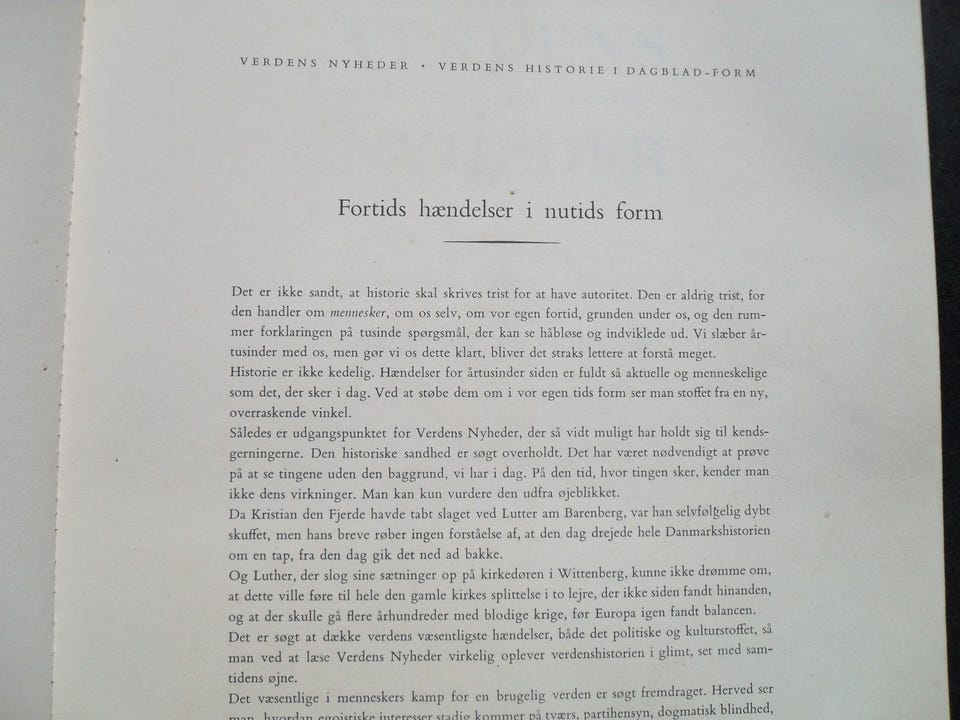 VERDENS NYHEDER · VERDENS HISTORIE I DAGBLAD-FORM
Fortids hændelser i nutids form
Det er ikke sandt, at historie skal skrives trist for at have autoritet. Den er aldrig trist, for
den handler om mennesker, om os selv, om vor egen fortid, grunden under os, og den rum-
mer forklaringen på tusinde spørgsmål, der kan se håbløse og indviklede ud. Vi slæber år-
tusinder med os, men gør vi os dette klart, bliver det straks lettere at forstå meget.
Historie er ikke kedelig. Hændelser for årtusinder siden er fuldt så aktuelle og menneskelige
som det, der sker i dag. Ved at støbe dem om i vor egen tids form ser man stoffet fra en ny,
overraskende vinkel.
Således er udgangspunktet for Verdens Nyheder, der så vidt muligt har holdt sig til kends-
gerningerne. Den historiske sandhed er søgt overholdt. Det har været nødvendigt at prøve
på at se tingene uden den baggrund, vi har i dag. På den tid, hvor tingen sker, kender man
ikke dens virkninger. Man kan kun vurdere den udfra øjeblikket.
Da Kristian den Fjerde havde tabt slaget ved Lutter am Barenberg, var han selvfølgelig dybt
skuffet, men hans breve røber ingen forståelse af, at den dag drejede hele Danmarkshistorien
om en tap, fra den dag gik det ned ad bakke.
Og Luther, der slog sine sætninger op på kirkedøren i Wittenberg, kunne ikke drømme om,
at dette ville føre til hele den gamle kirkes splittelse i to lejre, der ikke siden fandt hinanden,
og at der skulle gå flere århundreder med blodige krige, før Europa igen fandt balancen.
Det er søgt at dække verdens væsentligste hændelser, både det politiske og kulturstoffet, så
man ved at læse Verdens Nyheder virkelig oplever verdenshistorien i glimt, set med sam-
tidens øjne.
Det væsentlige i menneskers kamp for en brugelig verden er søgt fremdraget. Herved ser
man, hvordan egoistiske interesser stadig kommer på tværs, partihensyn, dogmatisk blindhed,